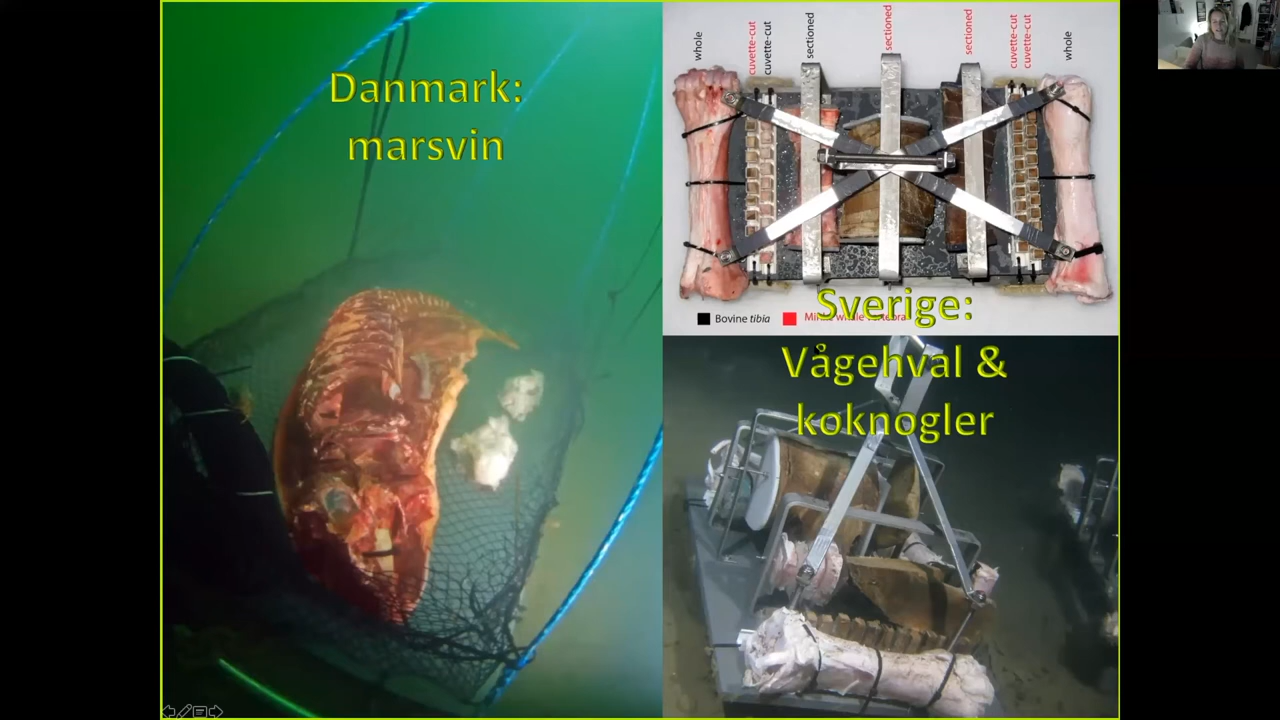 Danmark:
marsvin
whole
cuvette-cut
cuvette-cut
sectioned
sectioned
sectioned
cuvette-cut
cuvette-cut
whole
Bovine tibia
whale
Sverige:
Vågehval &
koknogler